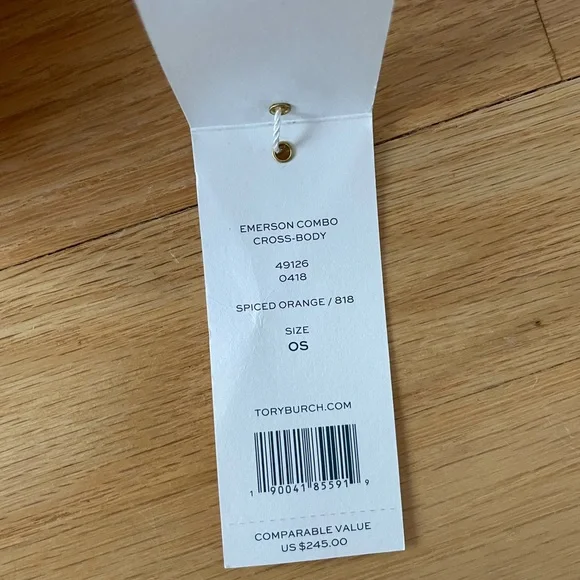 EMERSON COMBO
CROSS-BODY
49126
0418
SPICED ORANGE / 818
SIZE
OS
TORYBURCH.COM
1 90041 85591 9
COMPARABLE VALUE
US $245.00